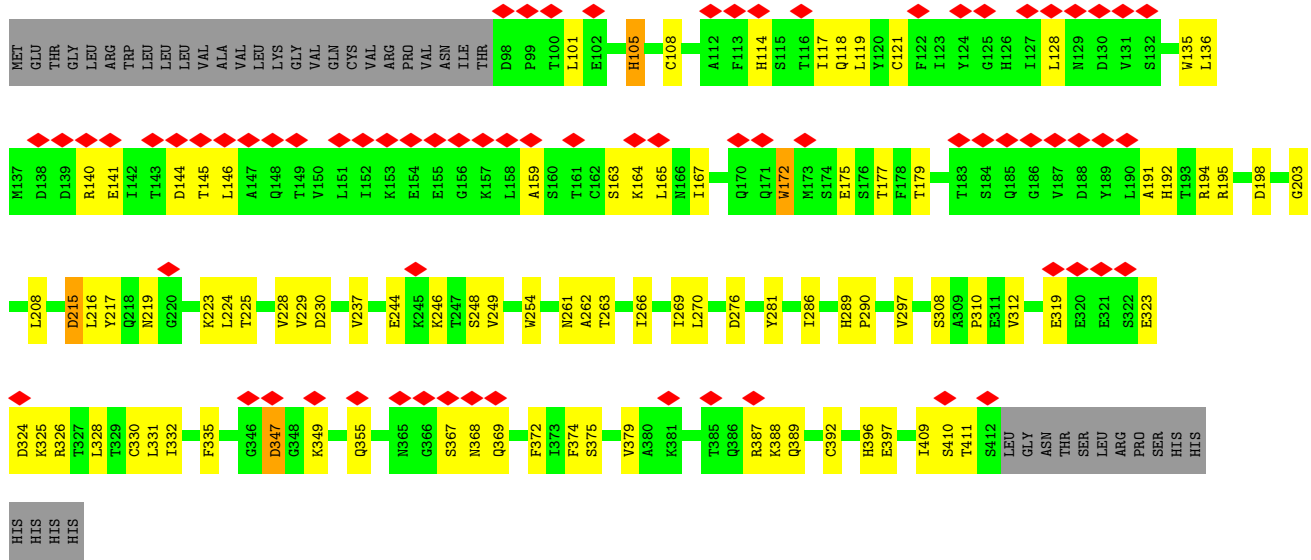 MET GLU THR GLY LEU ARG TRP LEU LEU LEU VAL ALA VAL LEU LYS GLY VAL GLN CYS VAL ARG PRO VAL ASN ILE THR D98 P99 T100 L101 E102 H105 C108 A112 F113 H114 S115 T116 I117 Q118 L119 Y120 C121 F122 I123 Y124 G125 H126 I127 L128 N129 D130 V131 S132 W135 L136
M137 D138 D139 R140 E141 I142 T143 D144 T145 L146 A147 Q148 T149 V150 L151 I152 K153 E154 E155 G156 K157 L158 A159 S160 T161 C162 S163 K164 L165 N166 I167 Q170 Q171 W172 M173 S174 E175 S176 T177 F178 T179 T183 S184 Q185 G186 V187 D188 Y189 L190 A191 H192 T193 R194 R195 D198 G203
L208 D215 L216 Y217 Q218 N219 G220 K223 L224 T225 V228 V229 D230 V237 E244 K245 K246 T247 S248 V249 W254 N261 A262 T263 I266 I269 L270 D276 Y281 I286 H289 P290 V297 S308 A309 P310 E311 V312 E319 E320 E321 S322 E323
D324 K325 R326 T327 L328 T329 C330 L331 I332 F335 G346 D347 G348 K349 Q355 N365 G366 S367 N368 Q369 F372 I373 F374 S375 V379 A380 K381 T385 Q386 R387 K388 Q389 C392 H396 E397 I409 S410 T411 S412 LEU GLY ASN THR SER LEU ARG PRO SER HIS HIS
HIS HIS HIS HIS